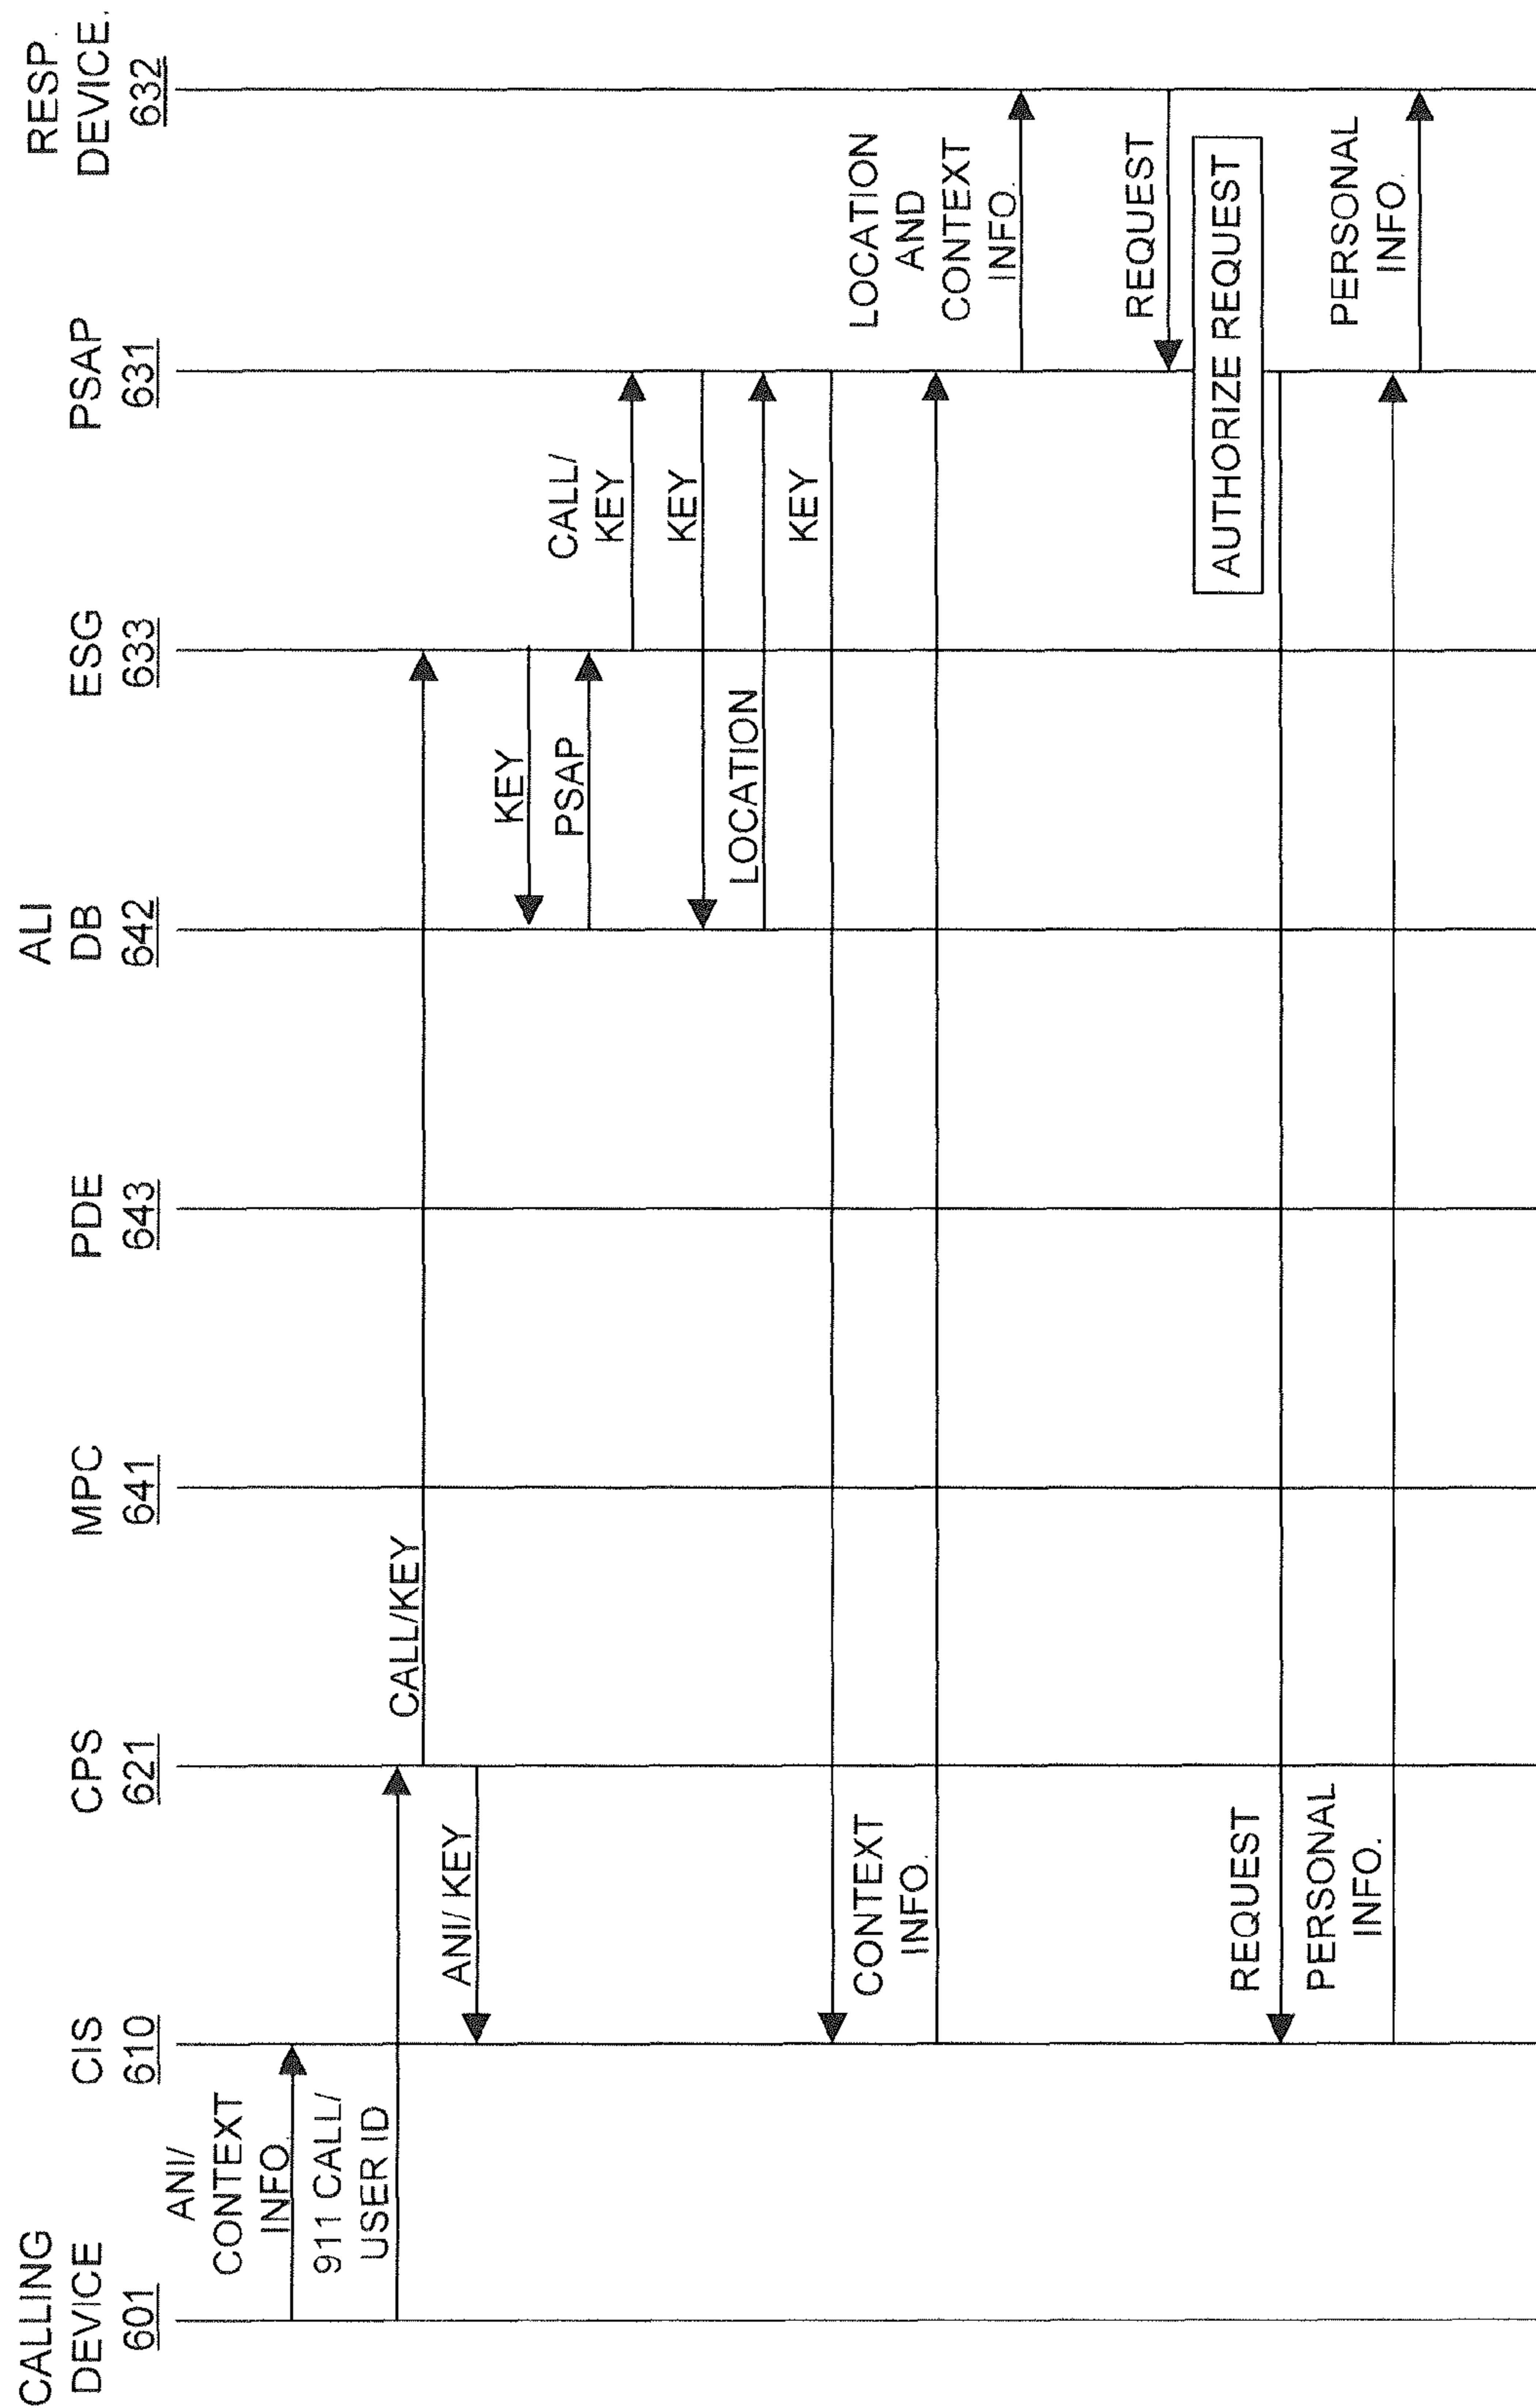 CALLING
DEVICE
601
CIS
610
CPS
621
MPC
641
PDE
643
ALI
DB
642
ESG
633
PSAP
631
RESP.
DEVICE.
632
ANI/
CONTEXT
INFO.
911 CALL/
USER ID
CALL/KEY
ANI/ KEY
KEY
PSAP
CALL/
KEY
KEY
LOCATION
KEY
CONTEXT
INFO.
LOCATION
AND
CONTEXT
INFO.
REQUEST
AUTHORIZE REQUEST
REQUEST
PERSONAL
INFO.
PERSONAL
INFO.